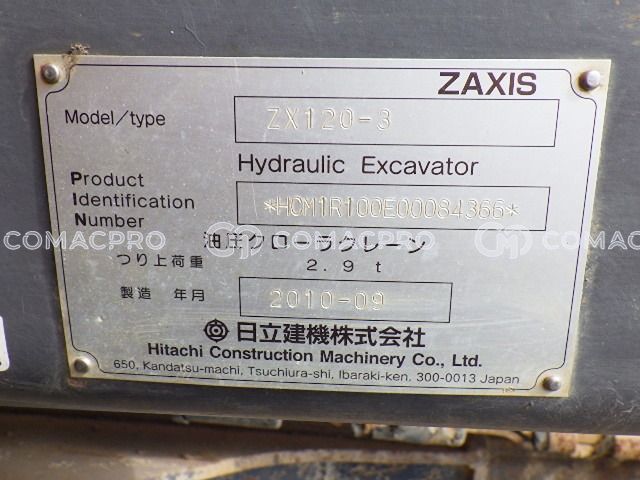 ZAXIS
Model/type ZX120-3
Hydraulic Excavator
Product
Identification
Number *HCM1R100E00084366*
COMACPRO COMACPRO COMACPRO
油圧クローラクレーン
つり上荷重 2.9 t
製造 年月 2010-09
日立建機株式会社
Hitachi Construction Machinery Co., Ltd.
650, Kandatsu-machi, Tsuchiura-shi, Ibaraki-ken, 300-0013 Japan